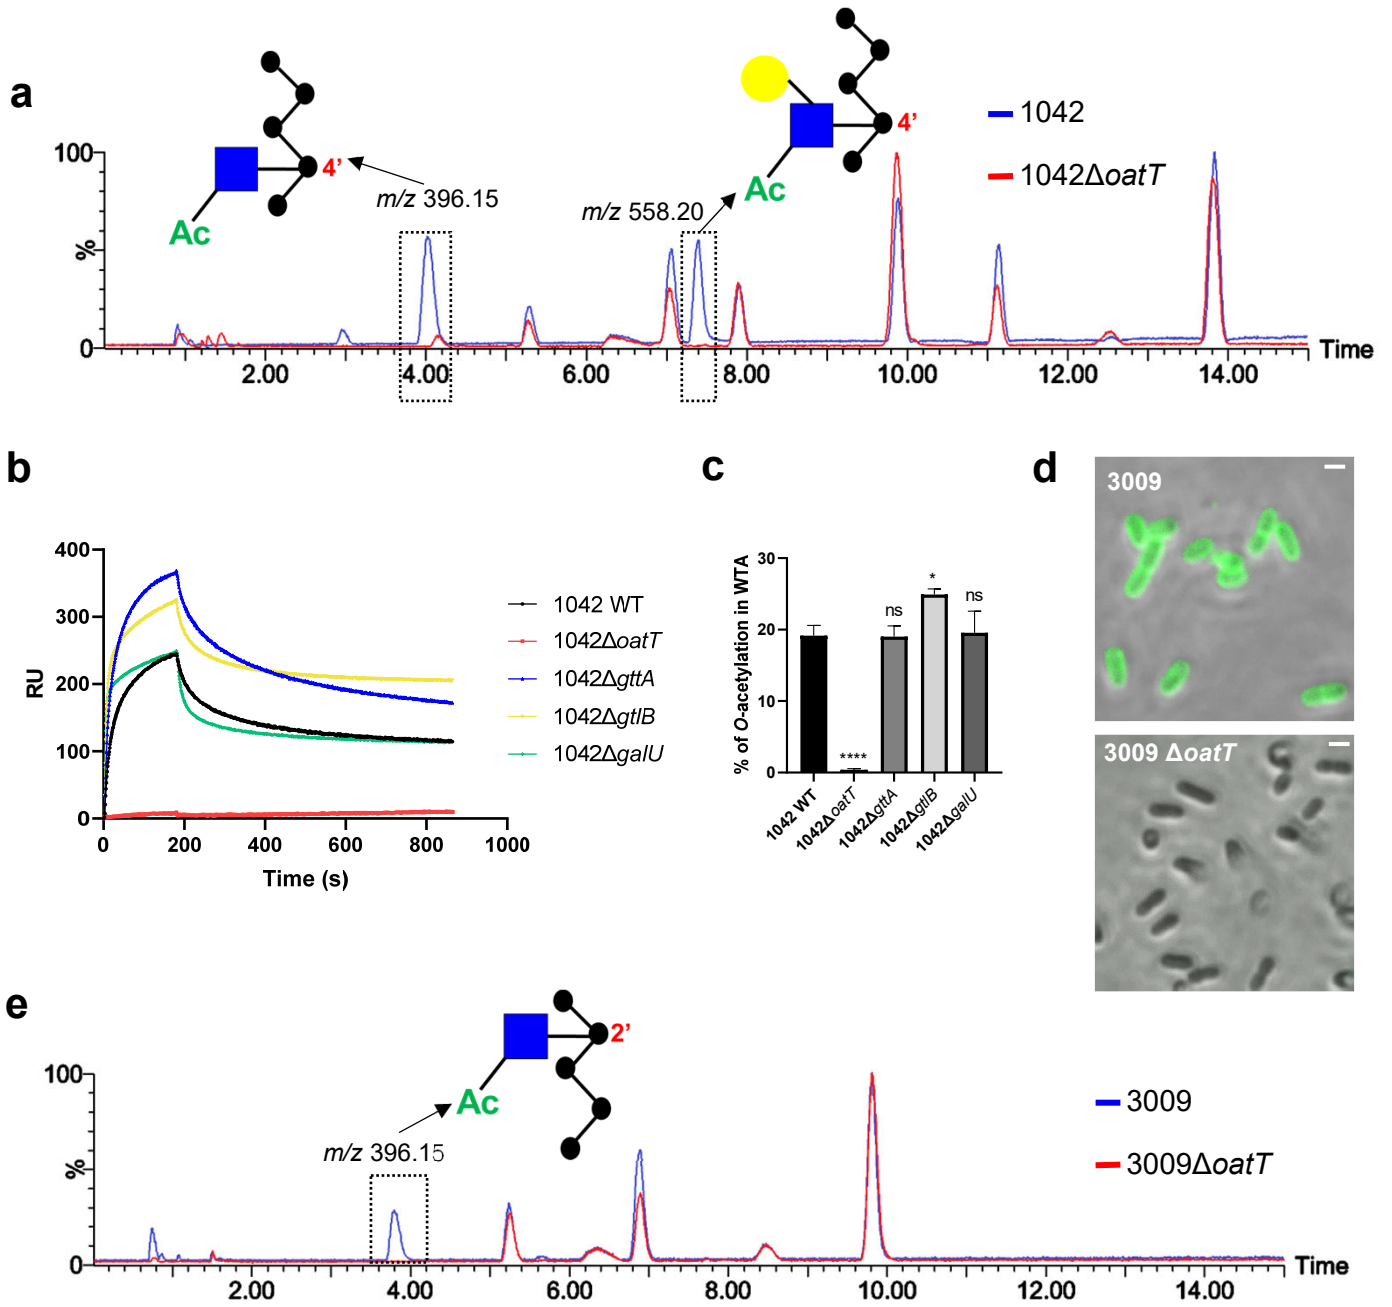 a
4'
m/z 396.15
Ac
4'
m/z 558.20
Ac
1042
1042ΔoatT
100
%
0
2.00 4.00 6.00 8.00 10.00 12.00 14.00
Time
b
400
300
200
100
0
RU
0 200 400 600 800 1000
Time (s)
1042 WT
1042ΔoatT
1042ΔgttA
1042ΔgtlB
1042ΔgalU
c
% of O-acetylation in WTA
30
20
10
0
****
ns
*
ns
1042 WT
1042ΔoatT
1042ΔgttA
1042ΔgtlB
1042ΔgalU
d
3009
3009 ΔoatT
e
2'
Ac
m/z 396.15
3009
3009ΔoatT
100
%
0
2.00 4.00 6.00 8.00 10.00 12.00 14.00
Time